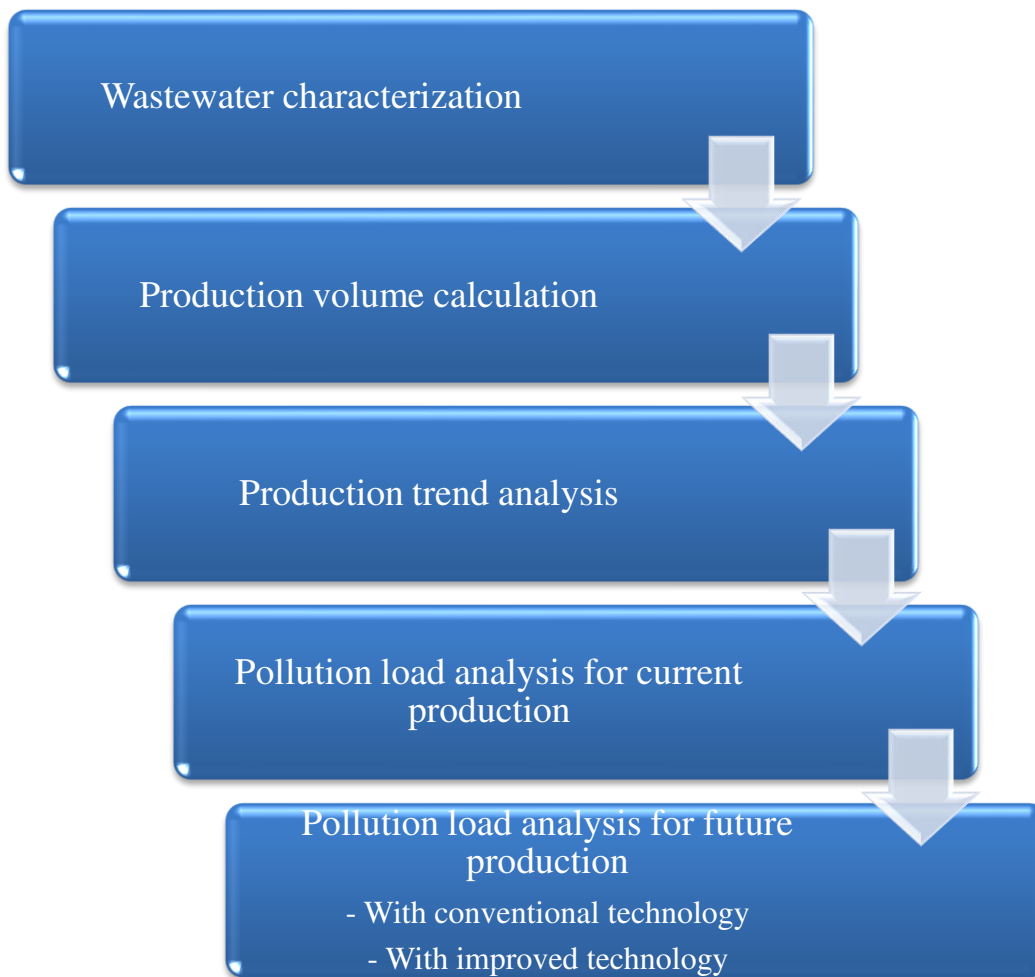 Wastewater characterization
Production volume calculation
Production trend analysis
Pollution load analysis for current
production
Pollution load analysis for future
production
- With conventional technology
- With improved technology